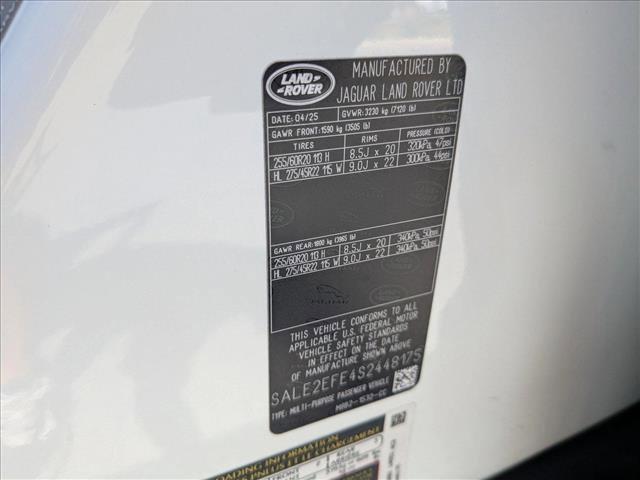 LAND
ROVER
MANUFACTURED BY
JAGUAR LAND ROVER LTD
DATE: 04/25 GVWR:3230 kg (7120 lb)
GAWR FRONT:1590 kg (3505 lb)
TIRES RIMS PRESSURE (COLD)
255/60R20 113 H 8.5J x 20 320kPa 47psi
HL 275/45R22 115 W 9.0J x 22 300kPa 44psi
GAWR REAR:1800 kg (3965 lb)
255/60R20 113 H 8.5J x 20 340kPa 50psi
HL 275/45R22 115 W 9.0J x 22 340kPa 50psi
JAGUAR
THIS VEHICLE CONFORMS TO ALL
APPLICABLE U.S. FEDERAL MOTOR
VEHICLE SAFETY STANDARDS
IN EFFECT ON THE DATE
OF MANUFACTURE SHOWN ABOVE
SALE2EFE4S2448175
TYPE: MULTI-PURPOSE PASSENGER VEHICLE